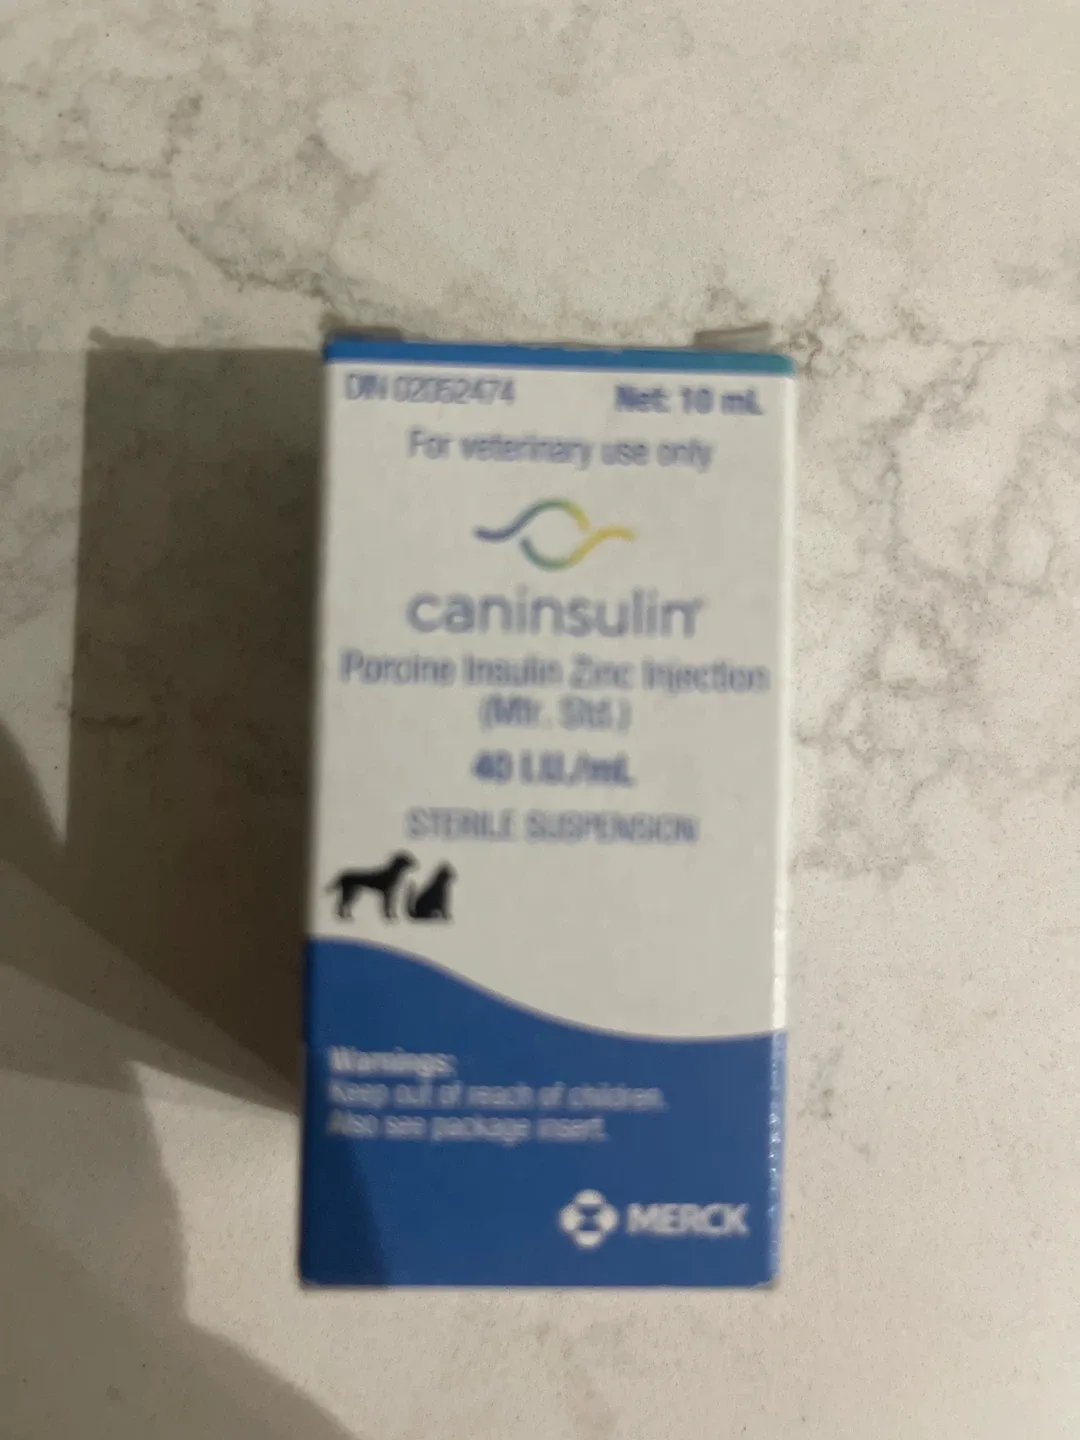 DIN 02052474 Net: 10 mL
For veterinary use only
caninsulin®
Porcine Insulin Zinc Injection
(Mfr. Std.)
40 I.U./mL
STERILE SUSPENSION
Warnings:
Keep out of reach of children.
Also see package insert.
MERCK